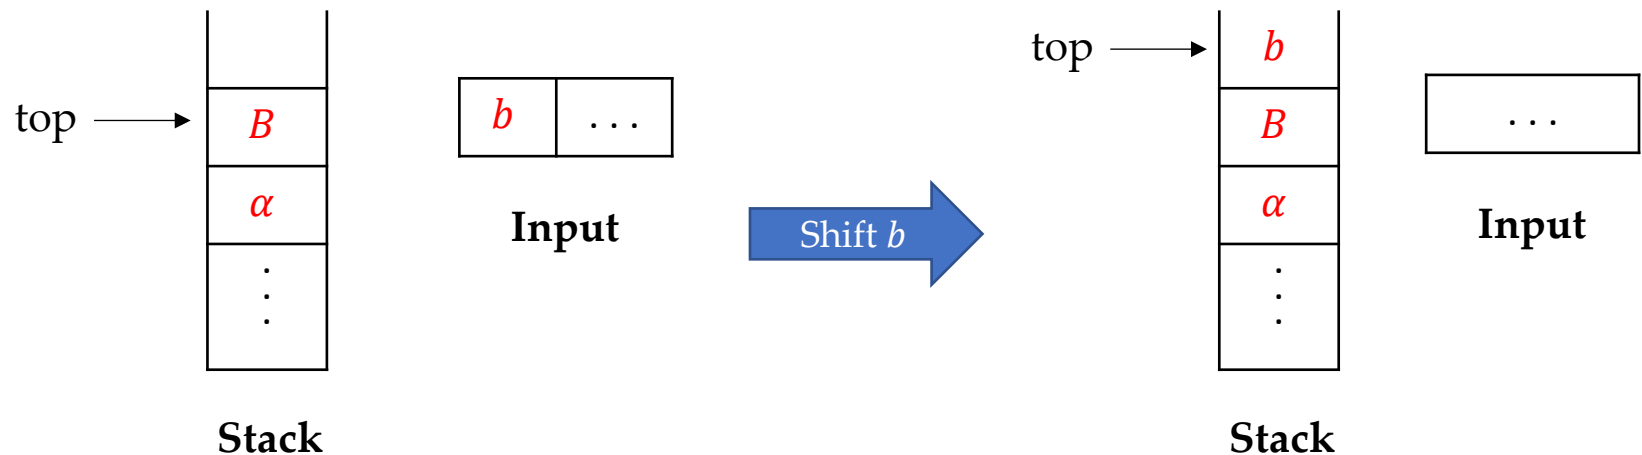 top
B
α
.
.
.
Stack
b
. . .
Input
Shift b
top
b
B
α
.
.
.
Stack
. . .
Input